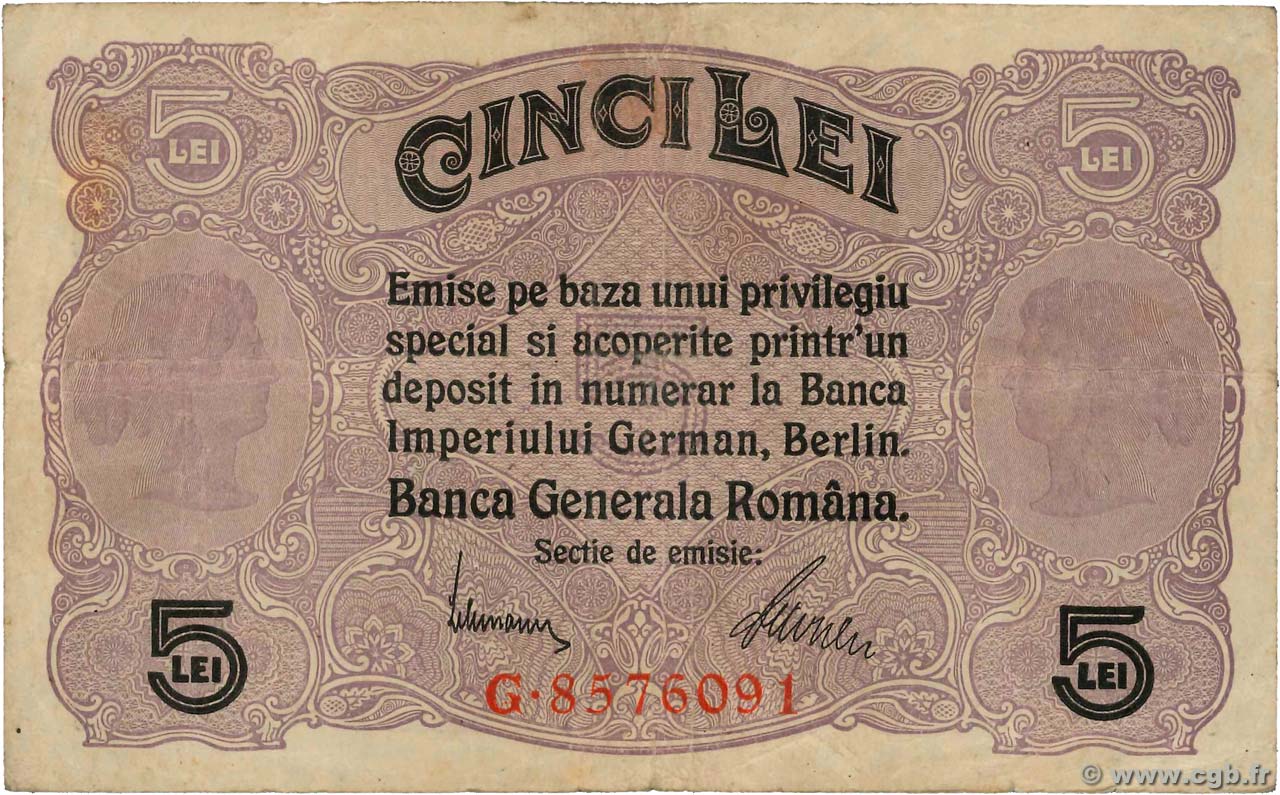 5 LEI
CINCI LEI
5 LEI
Emise pe baza unui privilegiu
special si acoperite printr'un
deposit in numerar la Banca
Imperiului German, Berlin.
Banca Generala Româna.
Sectie de emisie:
5 LEI
G·8576091
5 LEI
© www.cgb.fr